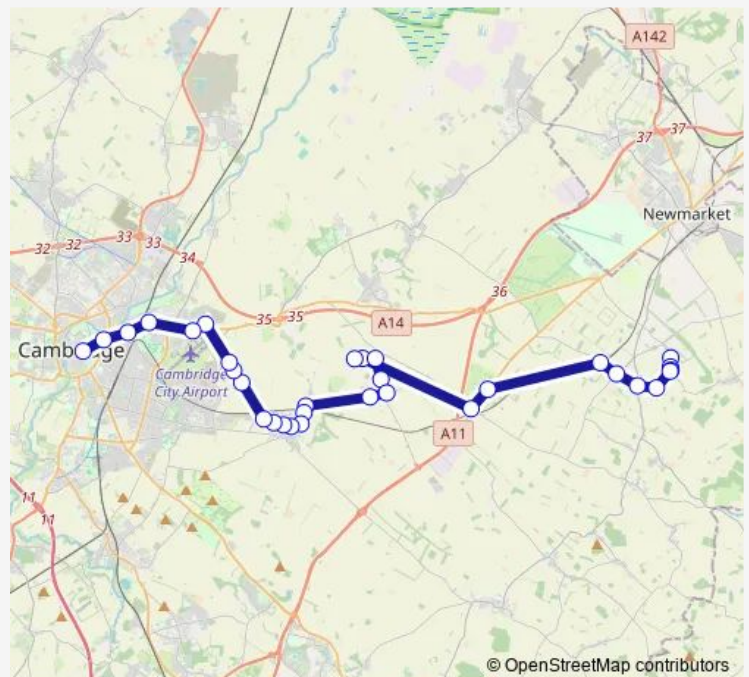 A142
37 37
Newmarket
32 32
33 33
34
36
35 35
A14
Cambridge
Cambridge
City Airport
A11
11
11
© OpenStreetMap contributors